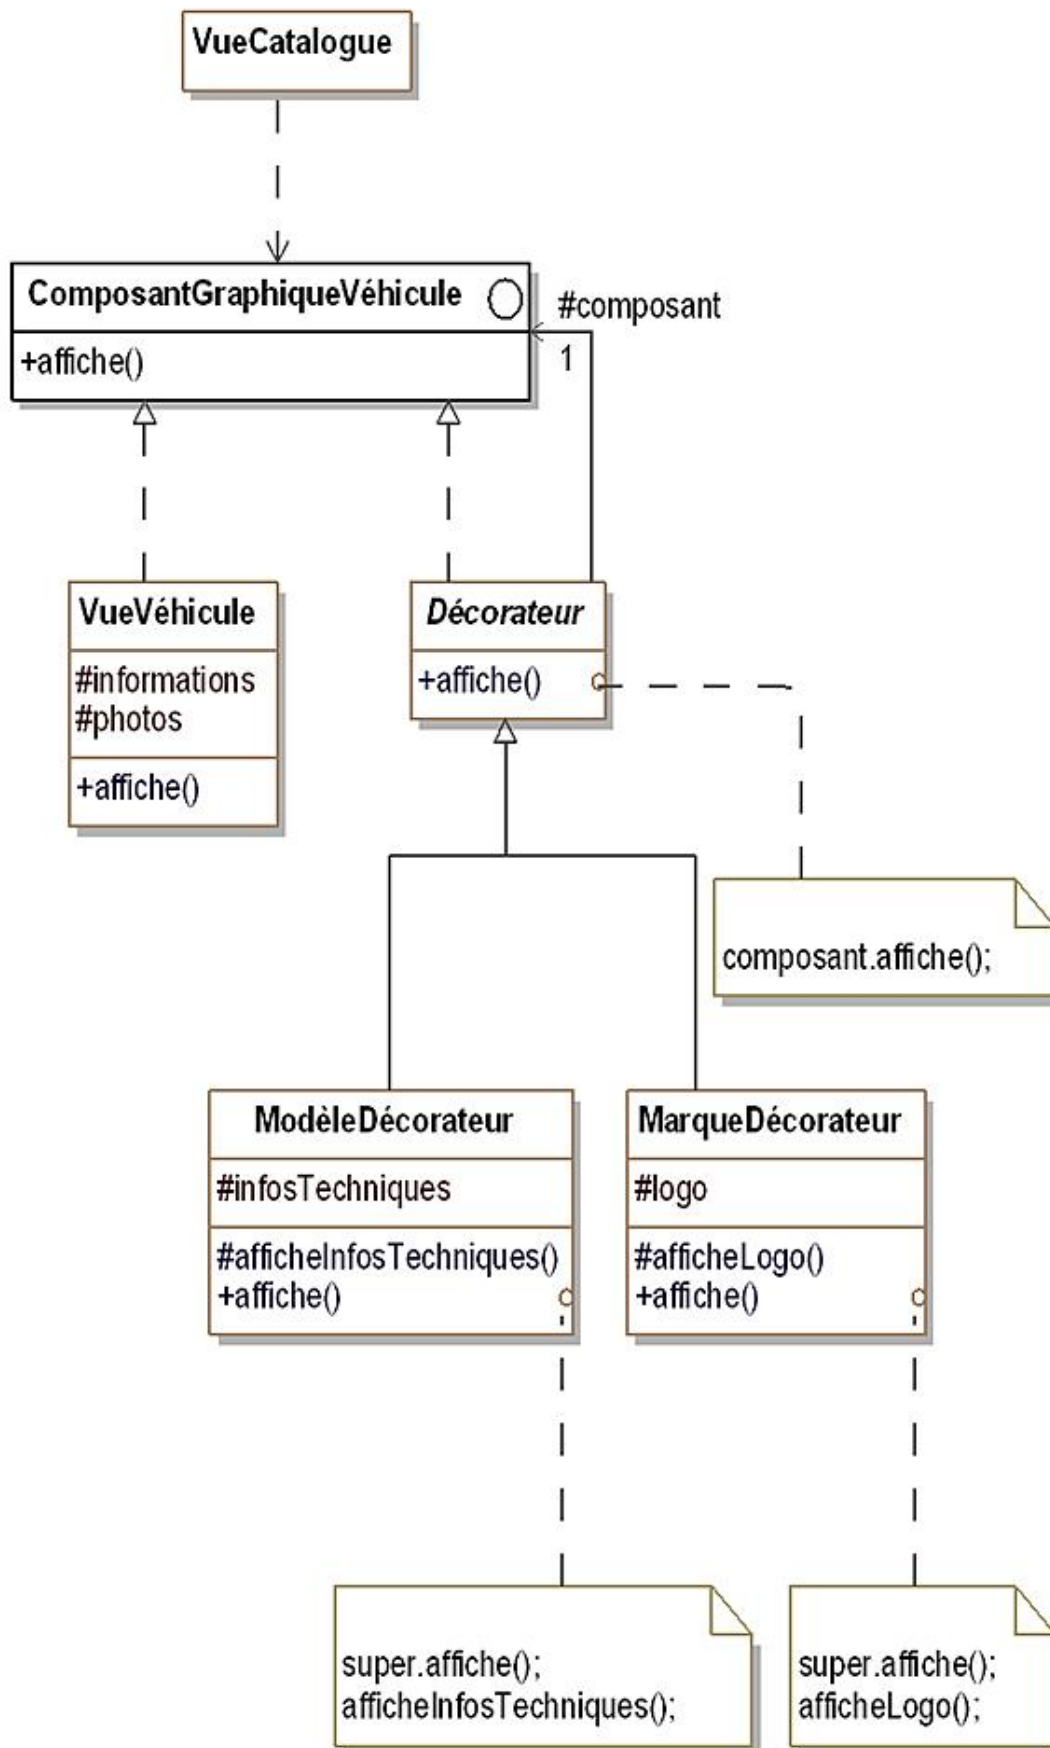 VueCatalogue
ComposantGraphiqueVéhicule
#composant
+affiche()
1
VueVéhicule
#informations
#photos
+affiche()
Décorateur
+affiche()
composant.affiche();
ModèleDécorateur
#infosTechniques
#afficheInfosTechniques()
+affiche()
MarqueDécorateur
#logo
#afficheLogo()
+affiche()
super.affiche();
afficheInfosTechniques();
super.affiche();
afficheLogo();